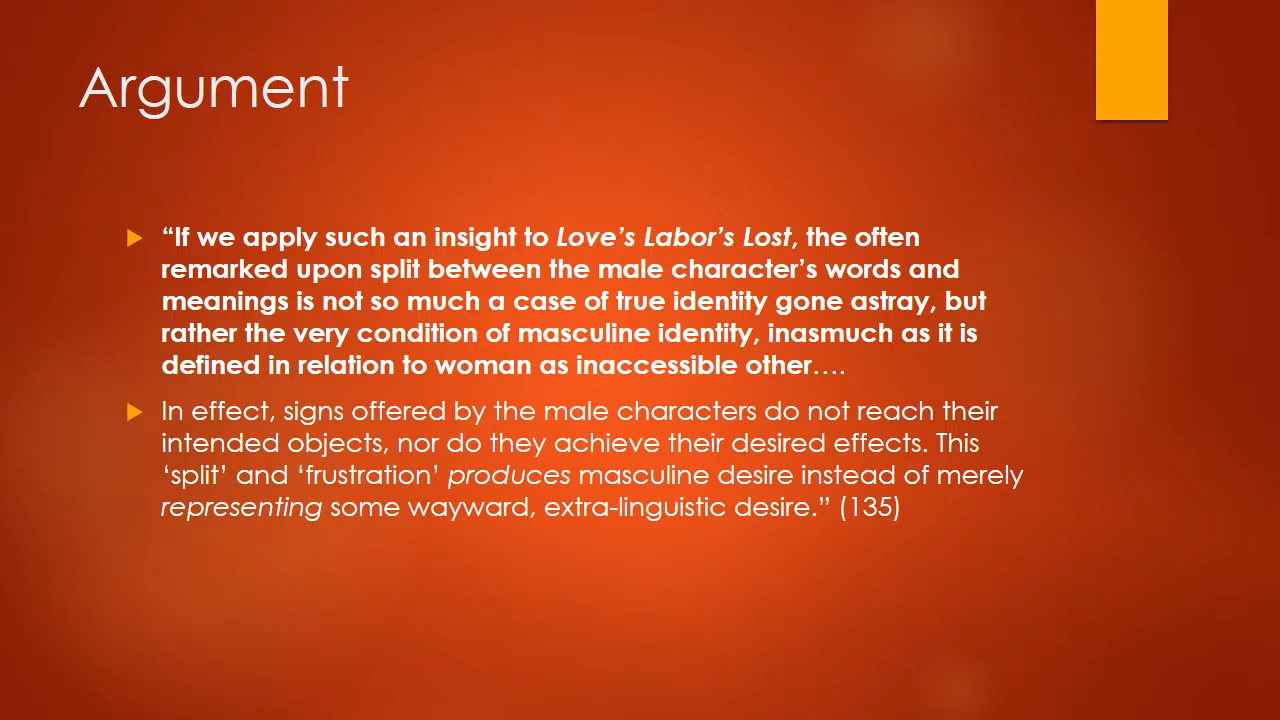 Argument
“If we apply such an insight to Love’s Labor’s Lost, the often
remarked upon split between the male character’s words and
meanings is not so much a case of true identity gone astray, but
rather the very condition of masculine identity, inasmuch as it is
defined in relation to woman as inaccessible other….
In effect, signs offered by the male characters do not reach their
intended objects, nor do they achieve their desired effects. This
‘split’ and ‘frustration’ produces masculine desire instead of merely
representing some wayward, extra-linguistic desire.” (135)